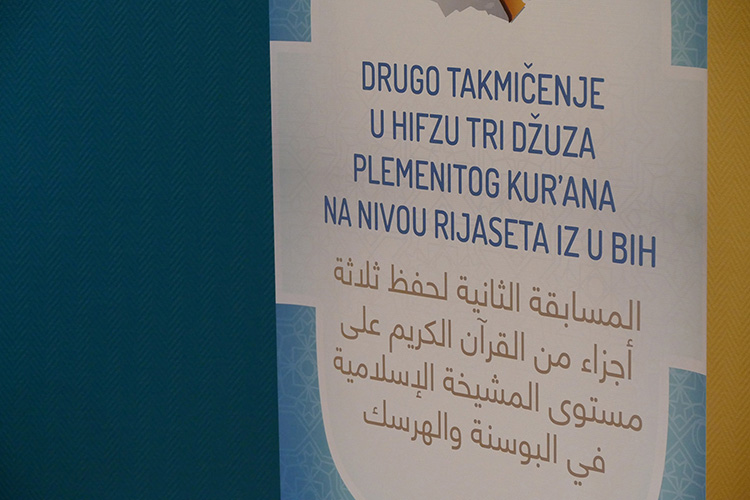 DRUGO TAKMIČENJE
U HIFZU TRI DŽUZA
PLEMENITOG KUR'ANA
NA NIVOU RIJASETA IZ U BIH
المسابقة الثانية لحفظ ثلاثة
أجزاء من القرآن الكريم على
مستوى المشيخة الإسلامية
في البوسنة والهرسك